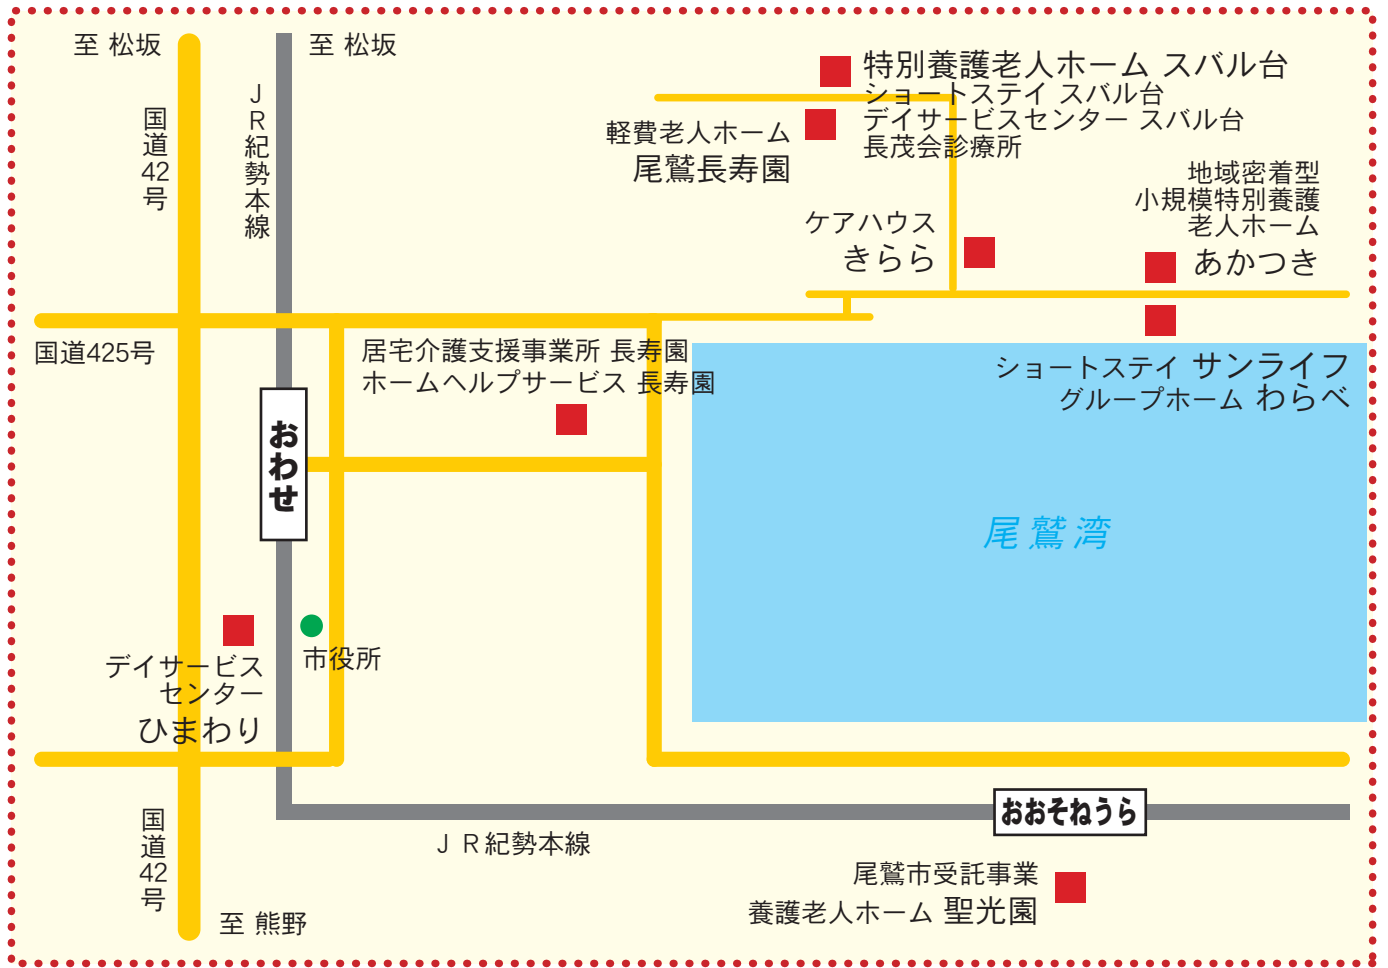 至 松坂
至 松坂
国道42号
JR紀勢本線
特別養護老人ホーム スバル台
ショートステイ スバル台
デイサービスセンター スバル台
長茂会診療所
軽費老人ホーム
尾鷲長寿園
地域密着型
小規模特別養護
老人ホーム
あかつき
ケアハウス
きらら
国道425号
居宅介護支援事業所 長寿園
ホームヘルプサービス 長寿園
ショートステイ サンライフ
グループホーム わらべ
おわせ
尾鷲湾
市役所
デイサービス
センター
ひまわり
国道42号
至 熊野
JR紀勢本線
おおそねうら
尾鷲市受託事業
養護老人ホーム 聖光園